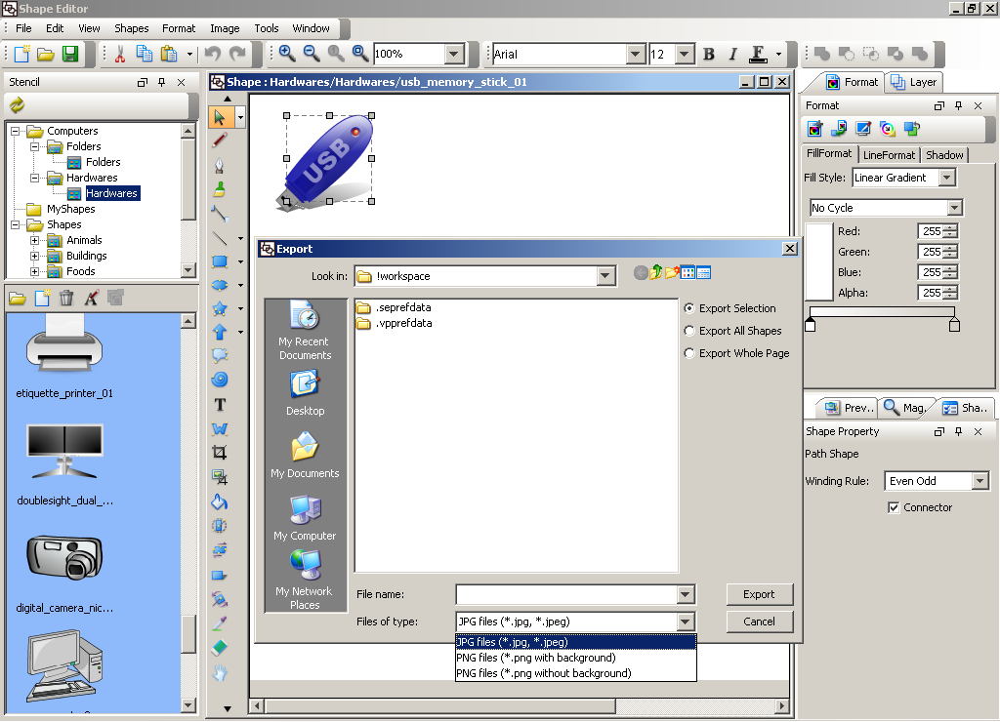 Shape Editor
File Edit View Shapes Format Image Tools Window
100% Arial 12 B I F
Stencil
Computers
Folders
Folders
Hardwares
Hardwares
MyShapes
Shapes
Animals
Buildings
Foods
etiquette_printer_01
doublesight_dual_...
digital_camera_nic...
Shape : Hardwares/Hardwares/usb_memory_stick_01
T
USB
Export
Look in: !workspace
My Recent
Documents
Desktop
My Documents
My Computer
My Network
Places
.seprefdata
.vpprefdata
Export Selection
Export All Shapes
Export Whole Page
File name: Export
Files of type: JPG files (*.jpg, *.jpeg) Cancel
JPG files (*.jpg, *.jpeg)
PNG files (*.png with background)
PNG files (*.png without background)
Format Layer
Format
FillFormat LineFormat Shadow
Fill Style: Linear Gradient
No Cycle
Red: 255
Green: 255
Blue: 255
Alpha: 255
Prev.. Mag. Sha..
Shape Property
Path Shape
Winding Rule: Even Odd
Connector